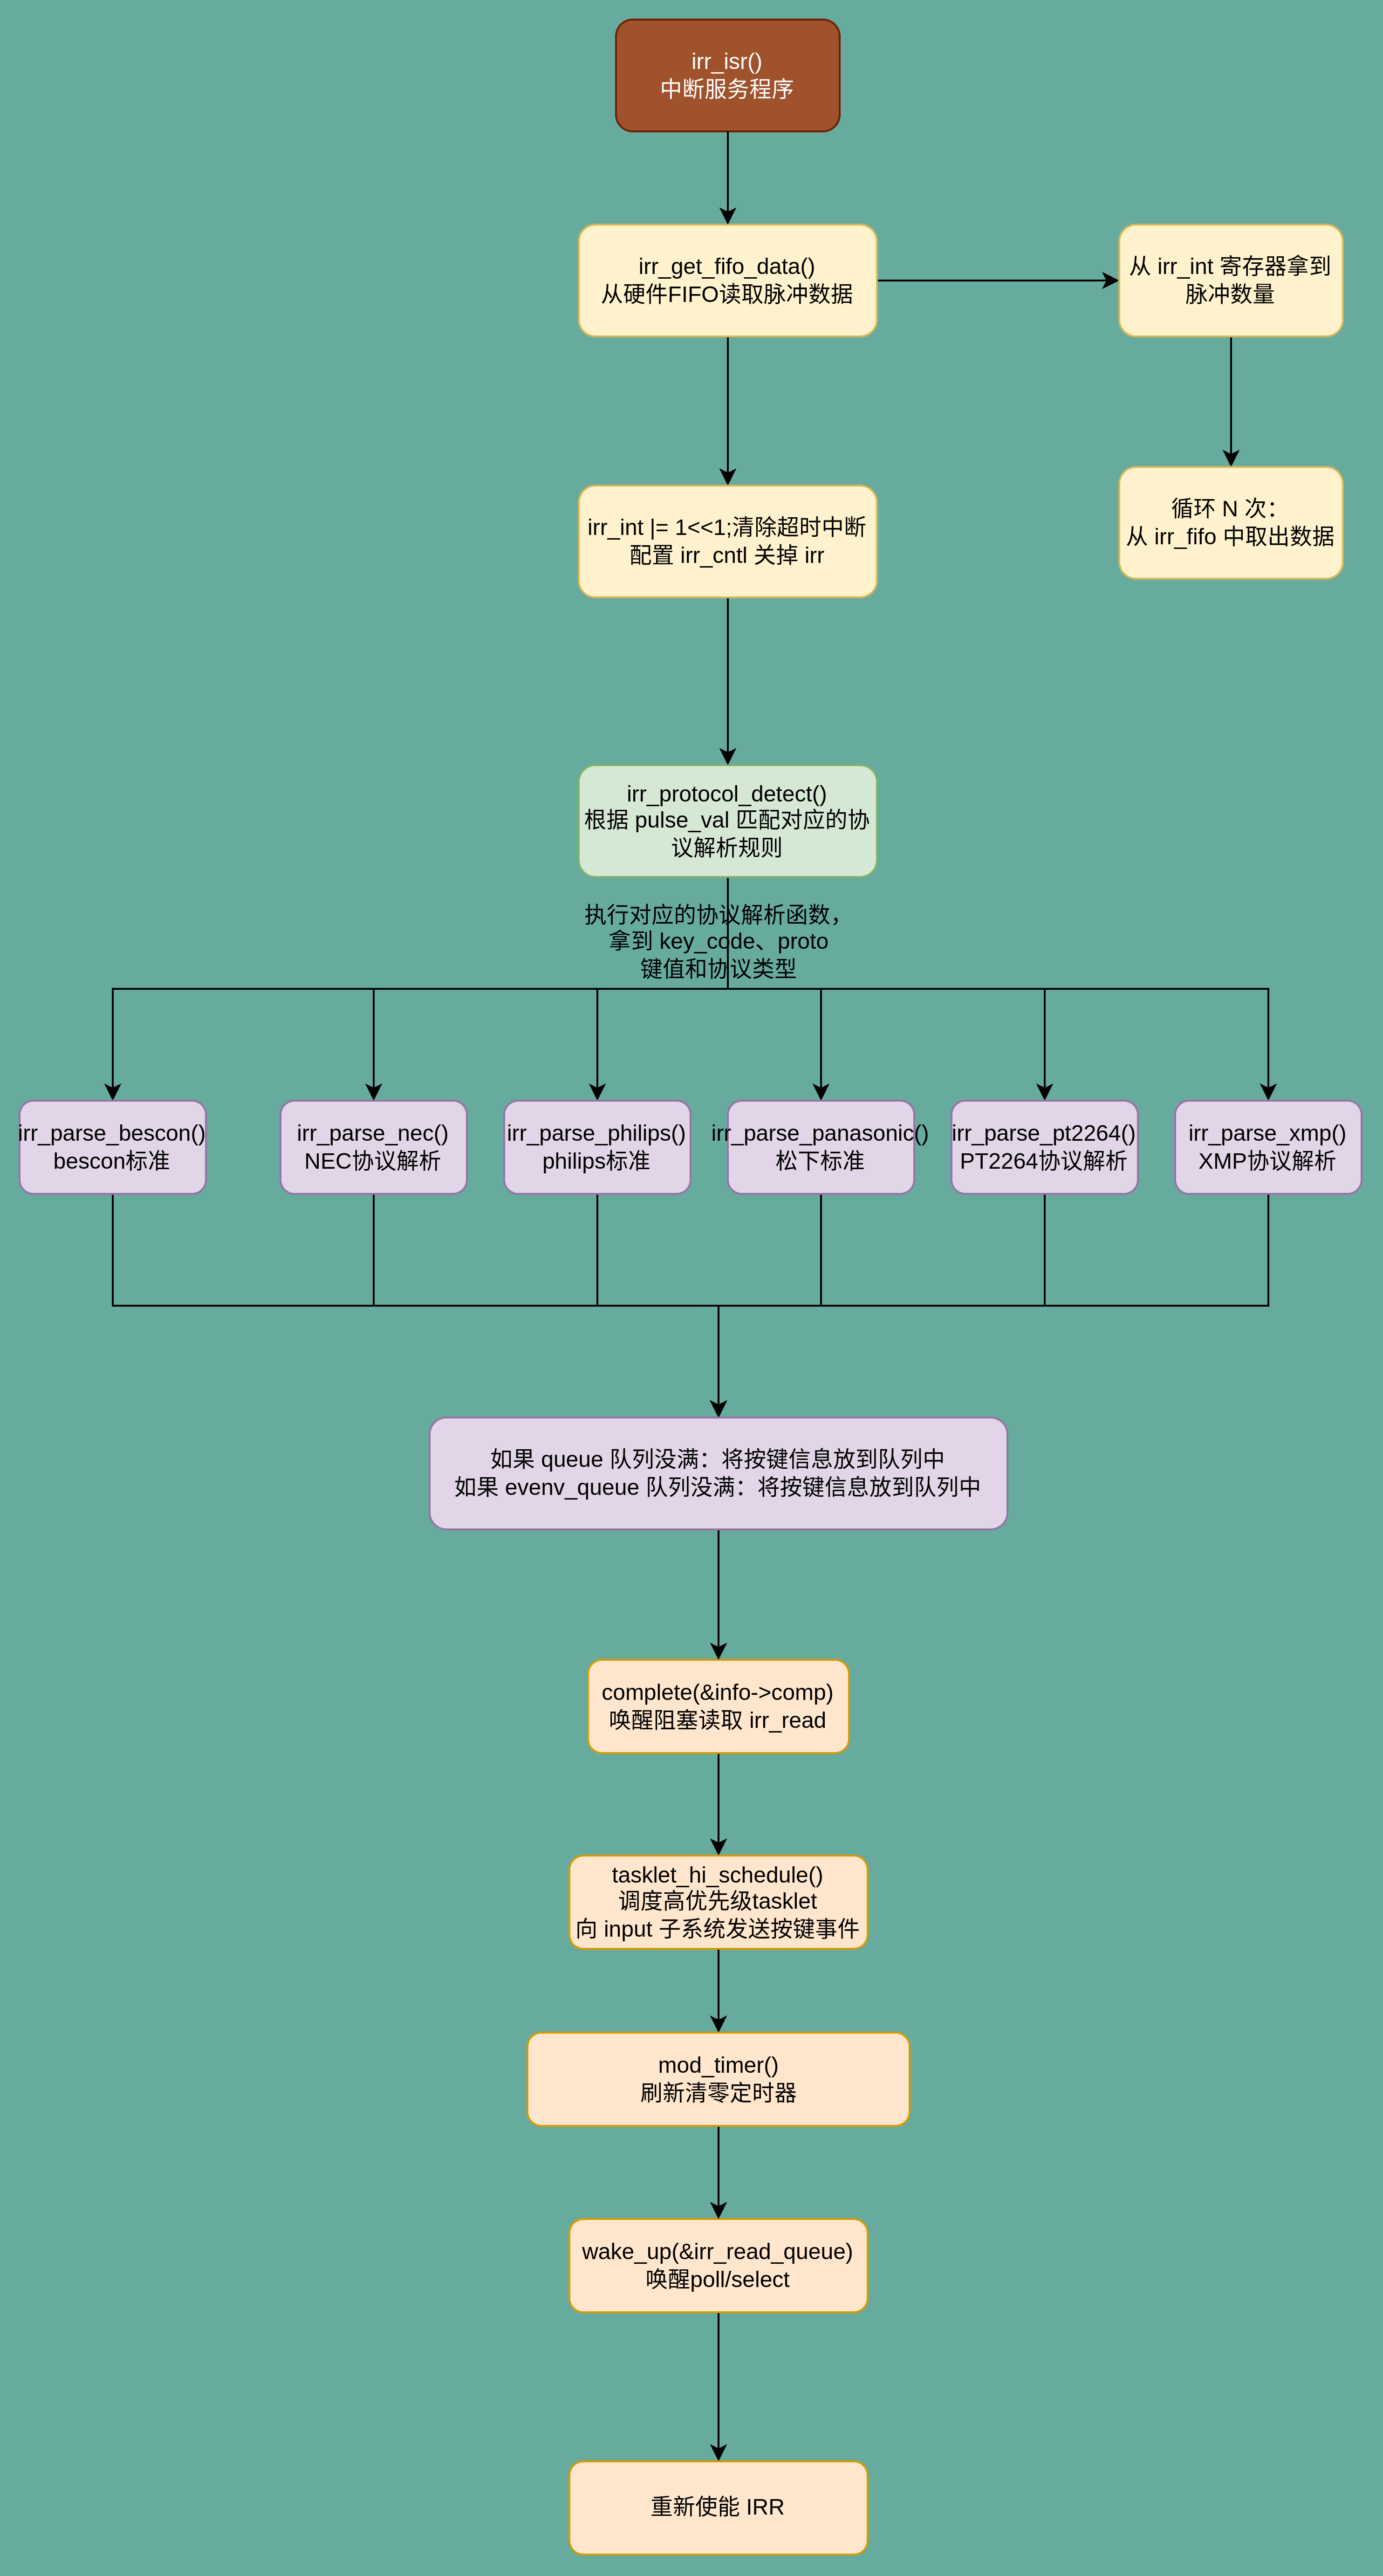 irr_isr()
中断服务程序
irr_get_fifo_data()
从硬件FIFO读取脉冲数据
从 irr_int 寄存器拿到
脉冲数量
irr_int |= 1<<1;清除超时中断
配置 irr_cntl 关掉 irr
循环 N 次：
从 irr_fifo 中取出数据
irr_protocol_detect()
根据 pulse_val 匹配对应的协
议解析规则
执行对应的协议解析函数，
拿到 key_code、proto
键值和协议类型
irr_parse_bescon()
bescon标准
irr_parse_nec()
NEC协议解析
irr_parse_philips()
philips标准
irr_parse_panasonic()
松下标准
irr_parse_pt2264()
PT2264协议解析
irr_parse_xmp()
XMP协议解析
如果 queue 队列没满：将按键信息放到队列中
如果 evenv_queue 队列没满：将按键信息放到队列中
complete(&info->comp)
唤醒阻塞读取 irr_read
tasklet_hi_schedule()
调度高优先级tasklet
向 input 子系统发送按键事件
mod_timer()
刷新清零定时器
wake_up(&irr_read_queue)
唤醒poll/select
重新使能 IRR